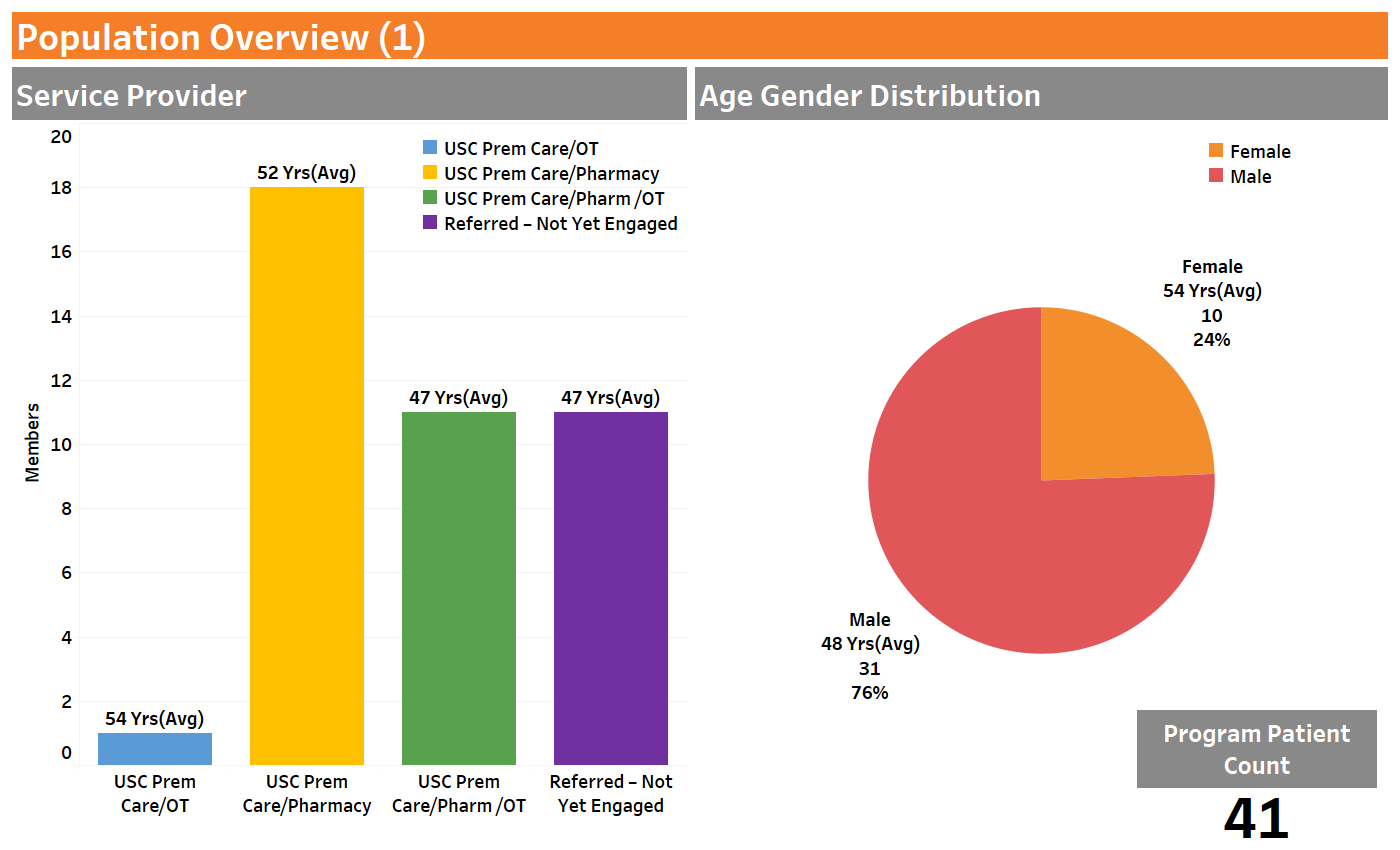 Population Overview (1)
Service Provider
20
18
16
14
12
10
8
6
4
2
0
Members
52 Yrs(Avg)
47 Yrs(Avg)
47 Yrs(Avg)
54 Yrs(Avg)
USC Prem Care/OT
USC Prem Care/Pharmacy
USC Prem Care/Pharm /OT
Referred – Not Yet Engaged
USC Prem
Care/OT
USC Prem
Care/Pharmacy
USC Prem
Care/Pharm /OT
Referred – Not
Yet Engaged
Age Gender Distribution
Female
Male
Female
54 Yrs(Avg)
10
24%
Male
48 Yrs(Avg)
31
76%
Program Patient
Count
41